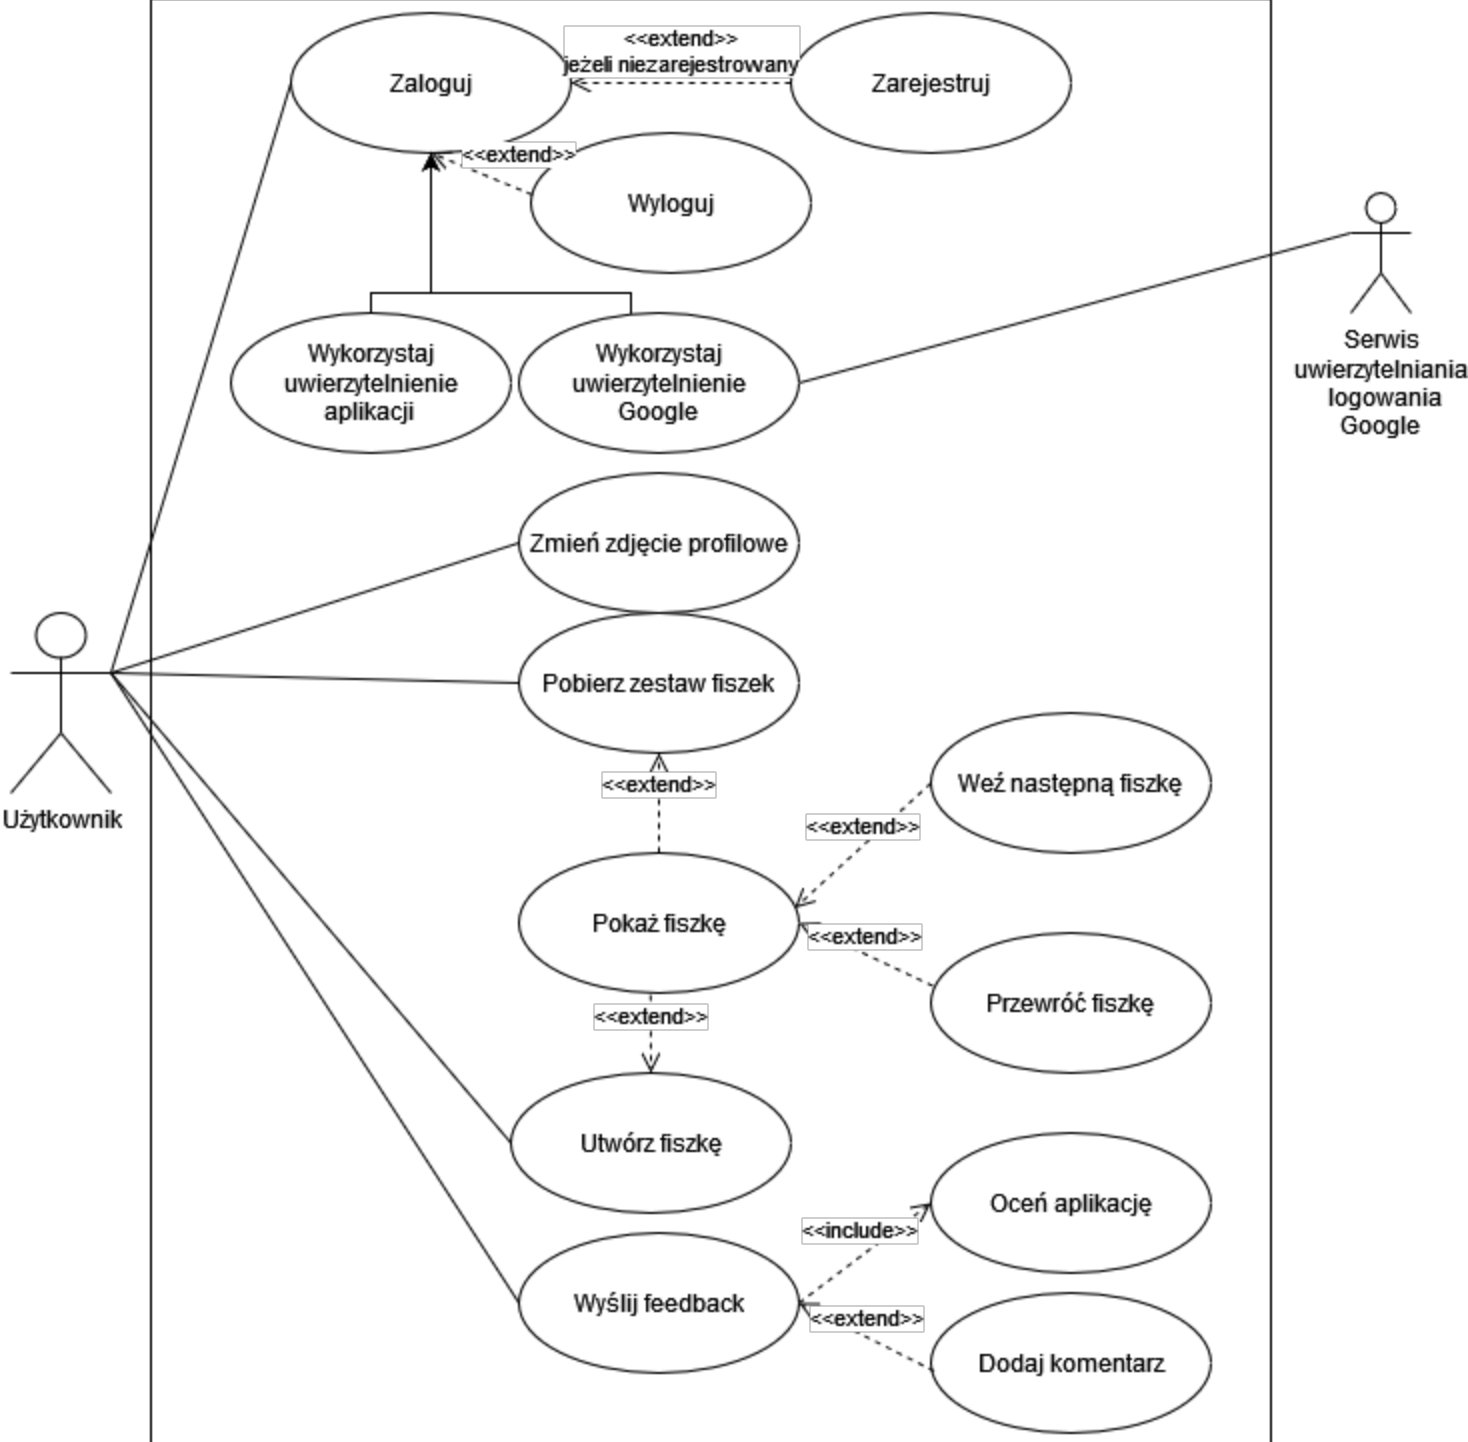 <<extend>>
jeżeli niezarejestrowany
Zaloguj
Zarejestruj
<<extend>>
Wyloguj
Wykorzystaj
uwierzytelnienie
aplikacji
Wykorzystaj
uwierzytelnienie
Google
Serwis
uwierzytelniania
logowania
Google
Zmień zdjęcie profilowe
Pobierz zestaw fiszek
Użytkownik
<<extend>>
Weź następną fiszkę
<<extend>>
Pokaż fiszkę
<<extend>>
Przewróć fiszkę
<<extend>>
Utwórz fiszkę
Oceń aplikację
<<include>>
Wyślij feedback
<<extend>>
Dodaj komentarz